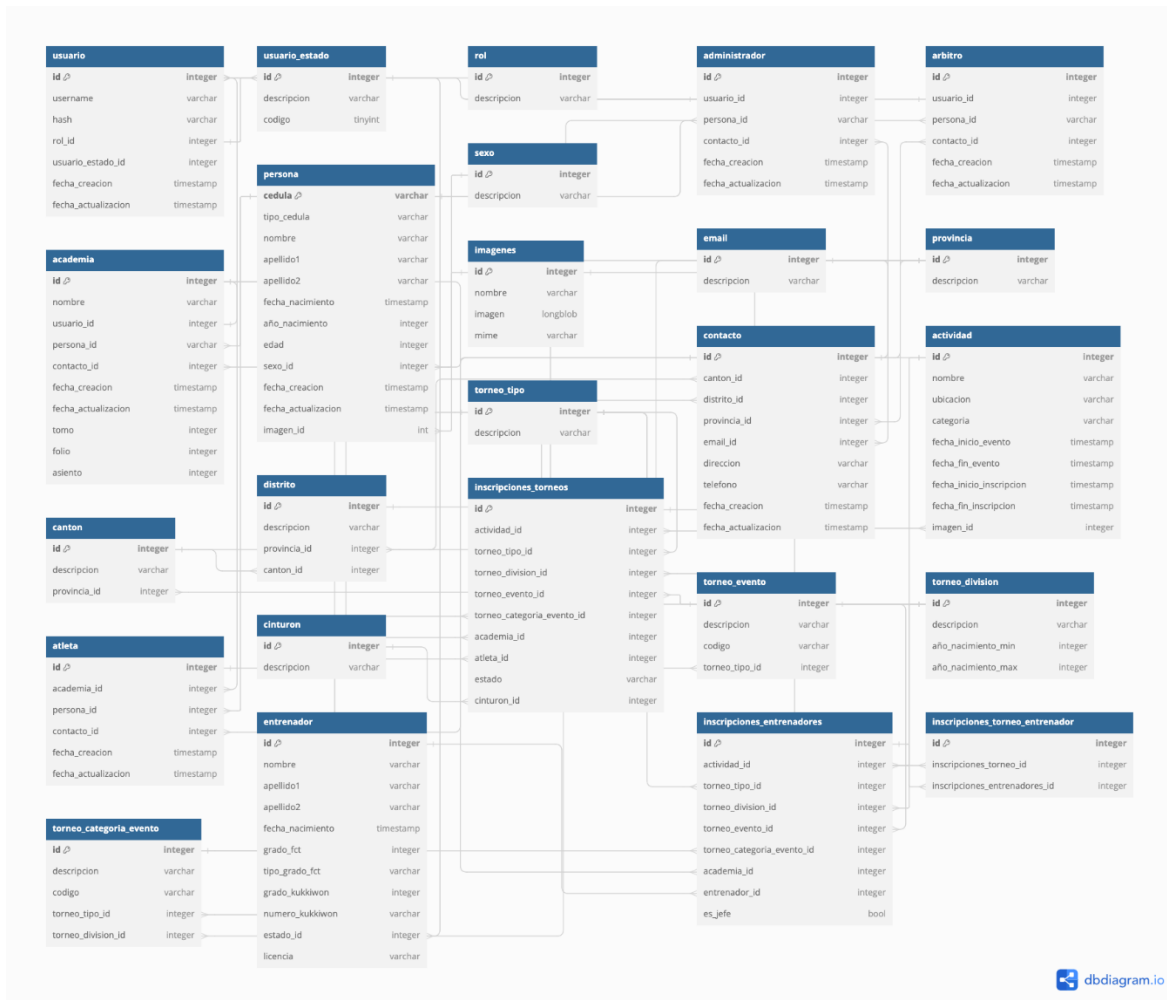 usuario
id integer
username varchar
hash varchar
rol_id integer
usuario_estado_id integer
fecha_creacion timestamp
fecha_actualizacion timestamp
usuario_estado
id integer
descripcion varchar
codigo tinyint
rol
id integer
descripcion varchar
administrador
id integer
usuario_id integer
persona_id varchar
contacto_id integer
fecha_creacion timestamp
fecha_actualizacion timestamp
arbitro
id integer
usuario_id integer
persona_id varchar
contacto_id integer
fecha_creacion timestamp
fecha_actualizacion timestamp
persona
cedula varchar
tipo_cedula varchar
nombre varchar
apellido1 varchar
apellido2 varchar
fecha_nacimiento timestamp
año_nacimiento integer
edad integer
sexo_id integer
fecha_creacion timestamp
fecha_actualizacion timestamp
imagen_id int
sexo
id integer
descripcion varchar
academia
id integer
nombre varchar
usuario_id integer
persona_id varchar
contacto_id integer
fecha_creacion timestamp
fecha_actualizacion timestamp
tomo integer
folio integer
asiento integer
imagenes
id integer
nombre varchar
imagen longblob
mime varchar
email
id integer
descripcion varchar
provincia
id integer
descripcion varchar
contacto
id integer
canton_id integer
distrito_id integer
provincia_id integer
email_id integer
direccion varchar
telefono varchar
fecha_creacion timestamp
fecha_actualizacion timestamp
actividad
id integer
nombre varchar
ubicacion varchar
categoria varchar
fecha_inicio_evento timestamp
fecha_fin_evento timestamp
fecha_inicio_inscripcion timestamp
fecha_fin_inscripcion timestamp
imagen_id integer
torneo_tipo
id integer
descripcion varchar
distrito
id integer
descripcion varchar
provincia_id integer
canton_id integer
inscripciones_torneos
id integer
actividad_id integer
torneo_tipo_id integer
torneo_division_id integer
torneo_evento_id integer
torneo_categoria_evento_id integer
academia_id integer
atleta_id integer
estado varchar
cinturon_id integer
canton
id integer
descripcion varchar
provincia_id integer
torneo_evento
id integer
descripcion varchar
codigo varchar
torneo_tipo_id integer
torneo_division
id integer
descripcion varchar
año_nacimiento_min integer
año_nacimiento_max integer
cinturon
id integer
descripcion varchar
atleta
id integer
academia_id integer
persona_id integer
contacto_id integer
fecha_creacion timestamp
fecha_actualizacion timestamp
entrenador
id integer
nombre varchar
apellido1 varchar
apellido2 varchar
fecha_nacimiento timestamp
grado_fct integer
tipo_grado_fct varchar
grado_kukkiwon integer
numero_kukkiwon varchar
estado_id integer
licencia varchar
inscripciones_entrenadores
id integer
actividad_id integer
torneo_tipo_id integer
torneo_division_id integer
torneo_evento_id integer
torneo_categoria_evento_id integer
academia_id integer
entrenador_id integer
es_jefe bool
inscripciones_torneo_entrenador
id integer
inscripciones_torneo_id integer
inscripciones_entrenadores_id integer
torneo_categoria_evento
id integer
descripcion varchar
codigo varchar
torneo_tipo_id integer
torneo_division_id integer
dbdiagram.io